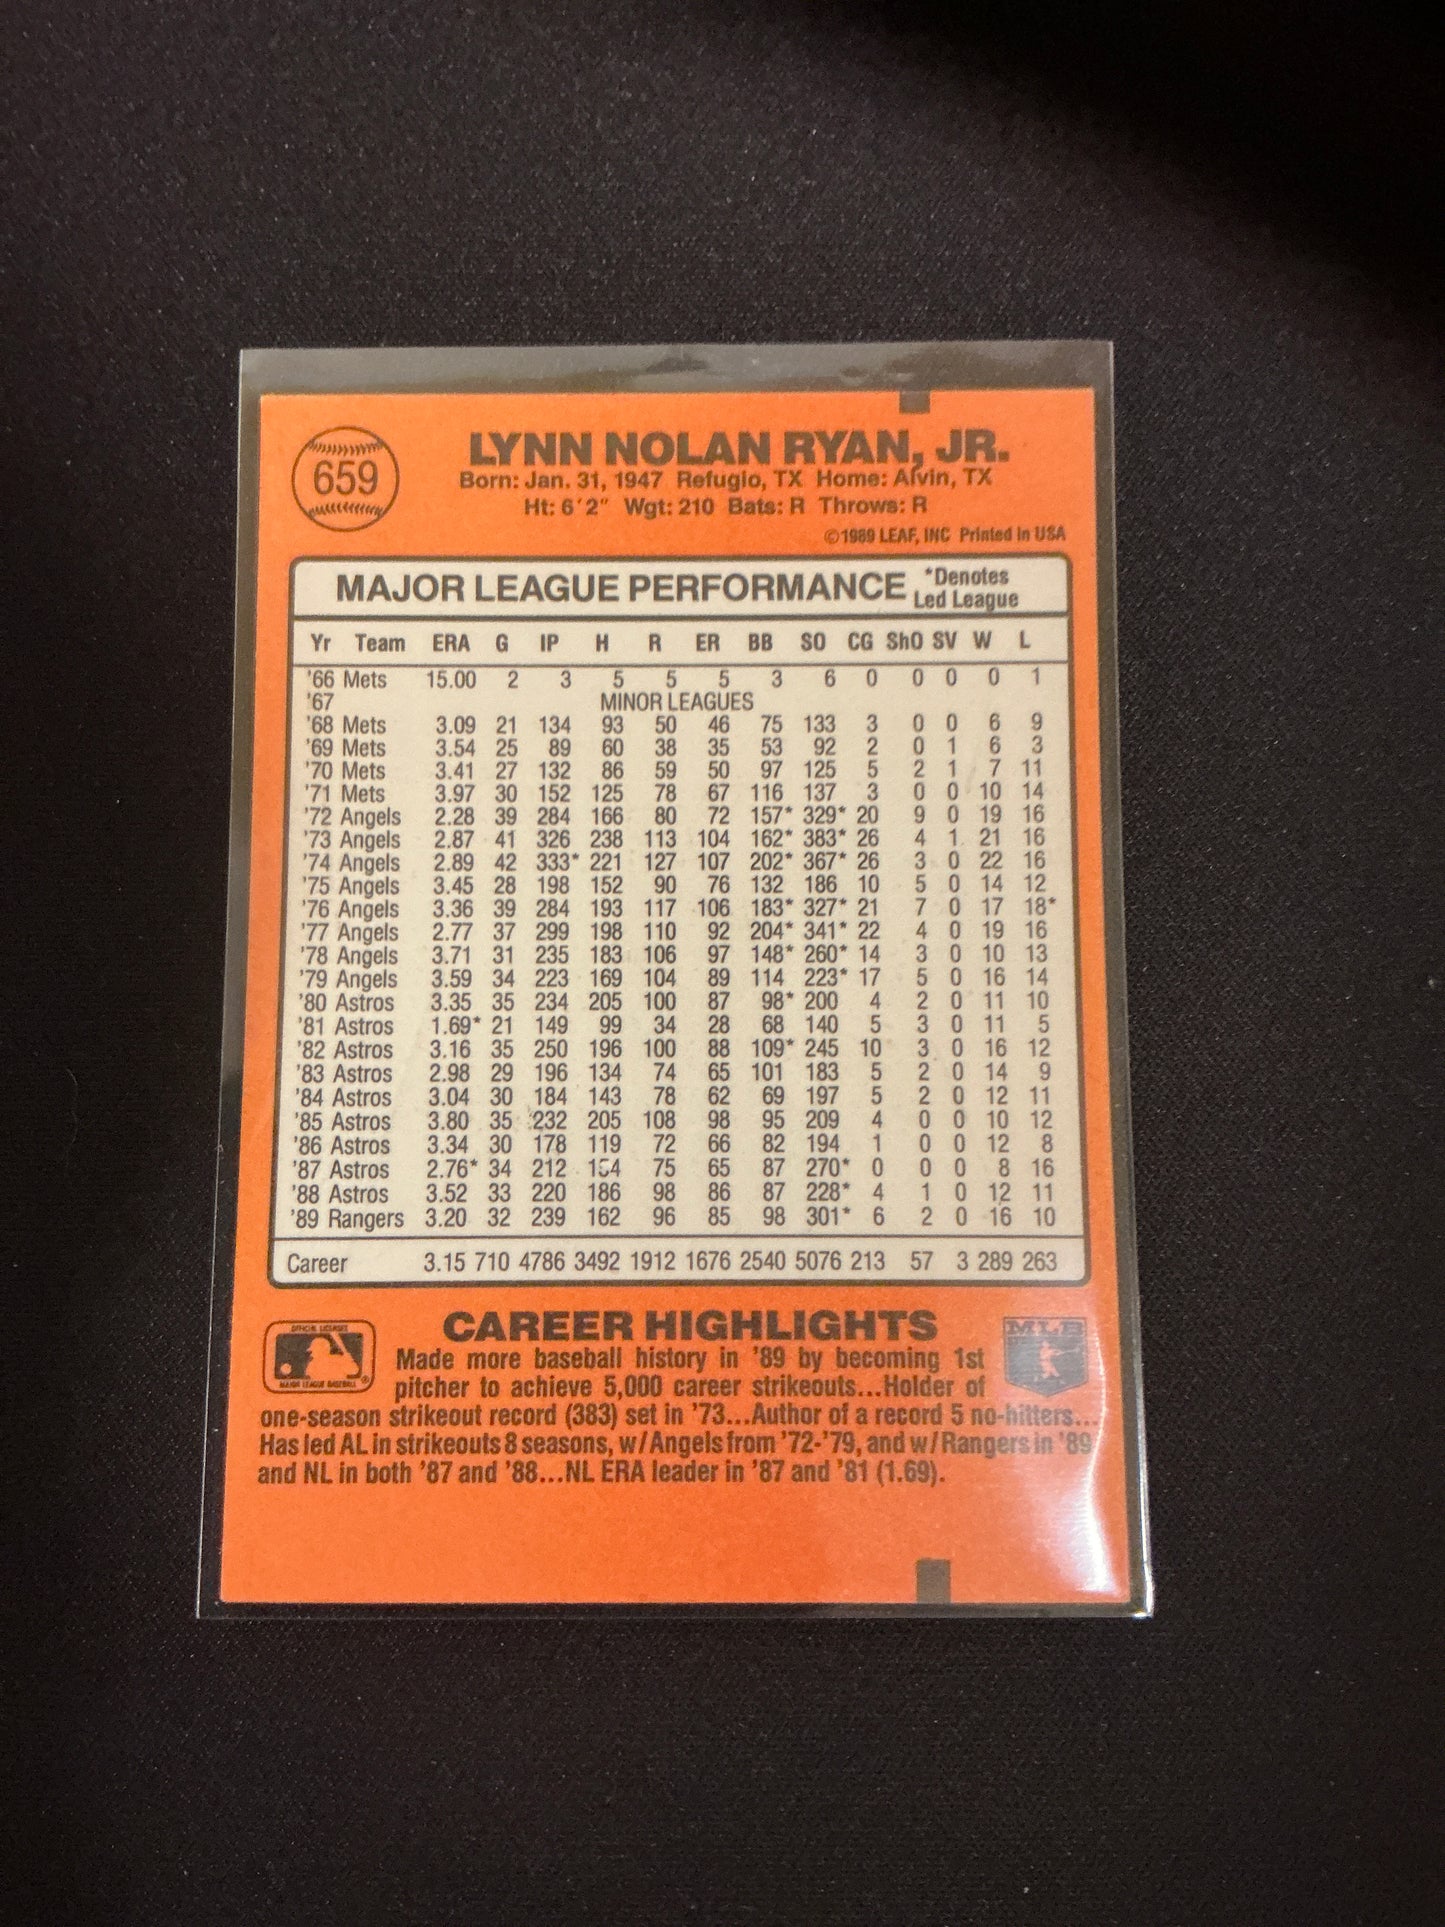 659
LYNN NOLAN RYAN, JR.
Born: Jan. 31, 1947 Refugio, TX Home: Alvin, TX
Ht: 6'2" Wgt: 210 Bats: R Throws: R
©1989 LEAF, INC Printed in USA
MAJOR LEAGUE PERFORMANCE *Denotes Led League
Yr Team ERA G IP H R ER BB SO CG ShO SV W L
'66 Mets 15.00 2 3 5 5 5 3 6 0 0 0 0 1
'67 MINOR LEAGUES
'68 Mets 3.09 21 134 93 50 46 75 133 3 0 0 6 9
'69 Mets 3.54 25 89 60 38 35 53 92 2 0 1 6 3
'70 Mets 3.41 27 132 86 59 50 97 125 5 2 1 7 11
'71 Mets 3.97 30 152 125 78 67 116 137 3 0 0 10 14
'72 Angels 2.28 39 284 166 80 72 157* 329* 20 9 0 19 16
'73 Angels 2.87 41 326 238 113 104 162* 383* 26 4 1 21 16
'74 Angels 2.89 42 333* 221 127 107 202* 367* 26 3 0 22 16
'75 Angels 3.45 28 198 152 90 76 132 186 10 5 0 14 12
'76 Angels 3.36 39 284 193 117 106 183* 327* 21 7 0 17 18*
'77 Angels 2.77 37 299 198 110 92 204* 341* 22 4 0 19 16
'78 Angels 3.71 31 235 183 106 97 148* 260* 14 3 0 10 13
'79 Angels 3.59 34 223 169 104 89 114 223* 17 5 0 16 14
'80 Astros 3.35 35 234 205 100 87 98* 200 4 2 0 11 10
'81 Astros 1.69* 21 149 99 34 28 68 140 5 3 0 11 5
'82 Astros 3.16 35 250 196 100 88 109* 245 10 3 0 16 12
'83 Astros 2.98 29 196 134 74 65 101 183 5 2 0 14 9
'84 Astros 3.04 30 184 143 78 62 69 197 5 2 0 12 11
'85 Astros 3.80 35 232 205 108 98 95 209 4 0 0 10 12
'86 Astros 3.34 30 178 119 72 66 82 194 1 0 0 12 8
'87 Astros 2.76* 34 212 154 75 65 87 270* 0 0 0 8 16
'88 Astros 3.52 33 220 186 98 86 87 228* 4 1 0 12 11
'89 Rangers 3.20 32 239 162 96 85 98 301* 6 2 0 16 10
Career 3.15 710 4786 3492 1912 1676 2540 5076 213 57 3 289 263
CAREER HIGHLIGHTS
OFFICIAL LICENSEE
MAJOR LEAGUE BASEBALL®
MLB
Made more baseball history in '89 by becoming 1st
pitcher to achieve 5,000 career strikeouts...Holder of
one-season strikeout record (383) set in '73...Author of a record 5 no-hitters...
Has led AL in strikeouts 8 seasons, w/Angels from '72-'79, and w/Rangers in '89
and NL in both '87 and '88...NL ERA leader in '87 and '81 (1.69).